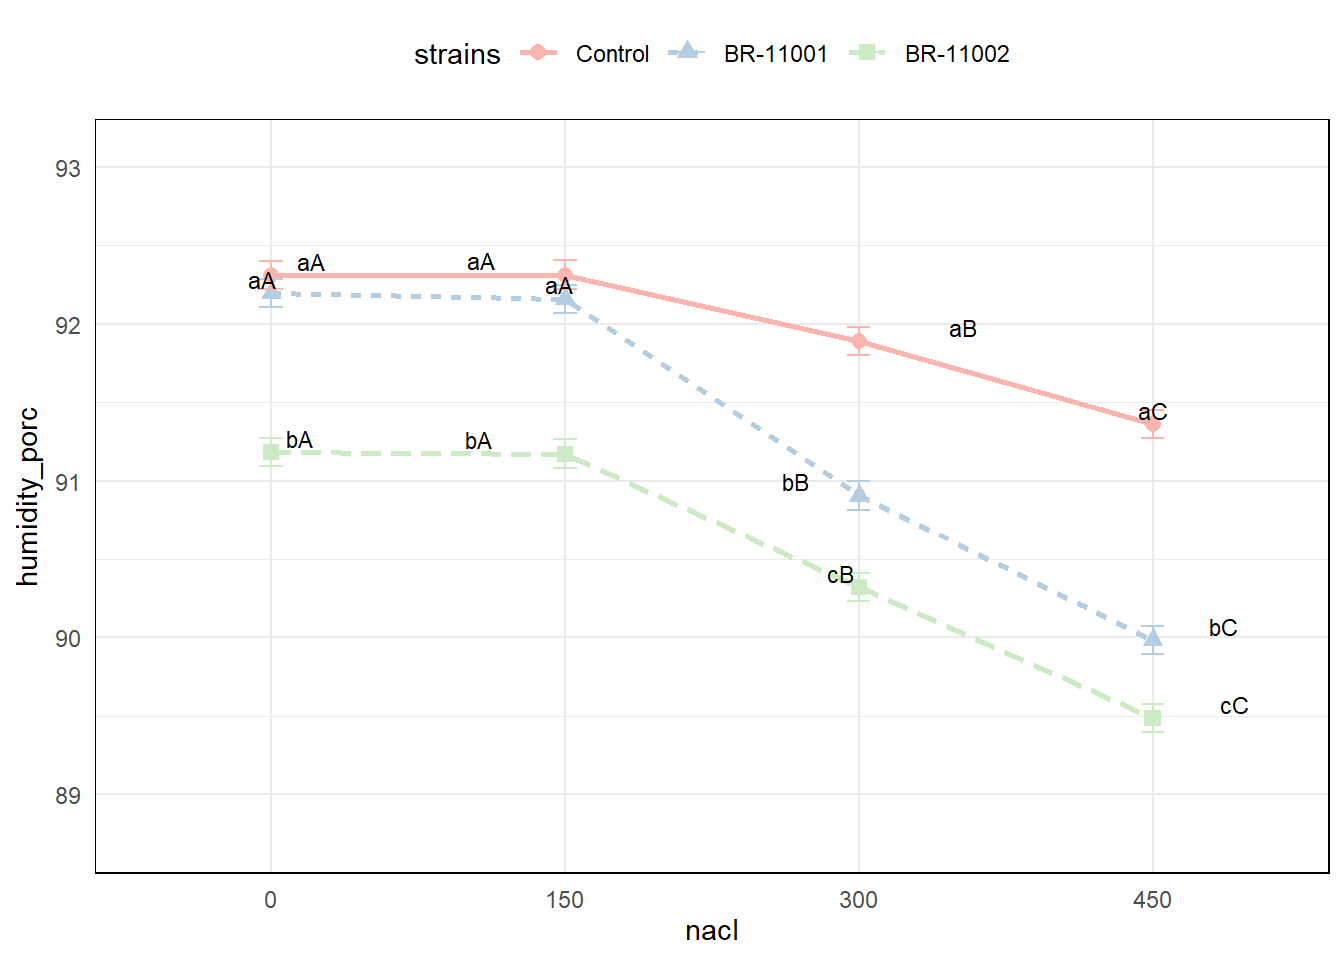 strains Control BR-11001 BR-11002
93
aA aA
aA aA
92
aB
aC
bA bA
91
bB
cB
90
bC
cC
89
humidity_porc
0 150 300 450
nacl